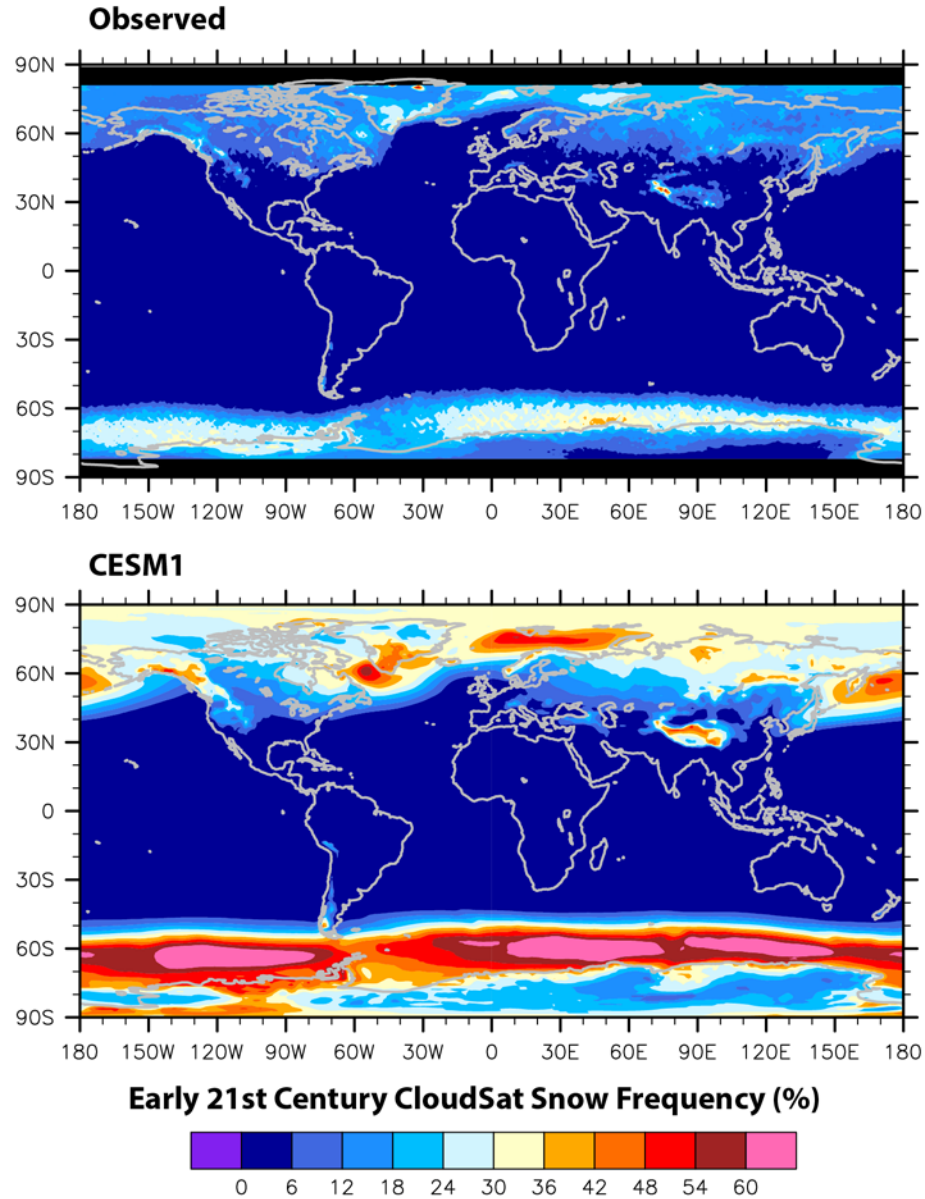 Observed
90N
60N
30N
0
30S
60S
90S
180 150W 120W 90W 60W 30W 0 30E 60E 90E 120E 150E 180
CESM1
90N
60N
30N
0
30S
60S
90S
180 150W 120W 90W 60W 30W 0 30E 60E 90E 120E 150E 180
Early 21st Century CloudSat Snow Frequency (%)
0 6 12 18 24 30 36 42 48 54 60